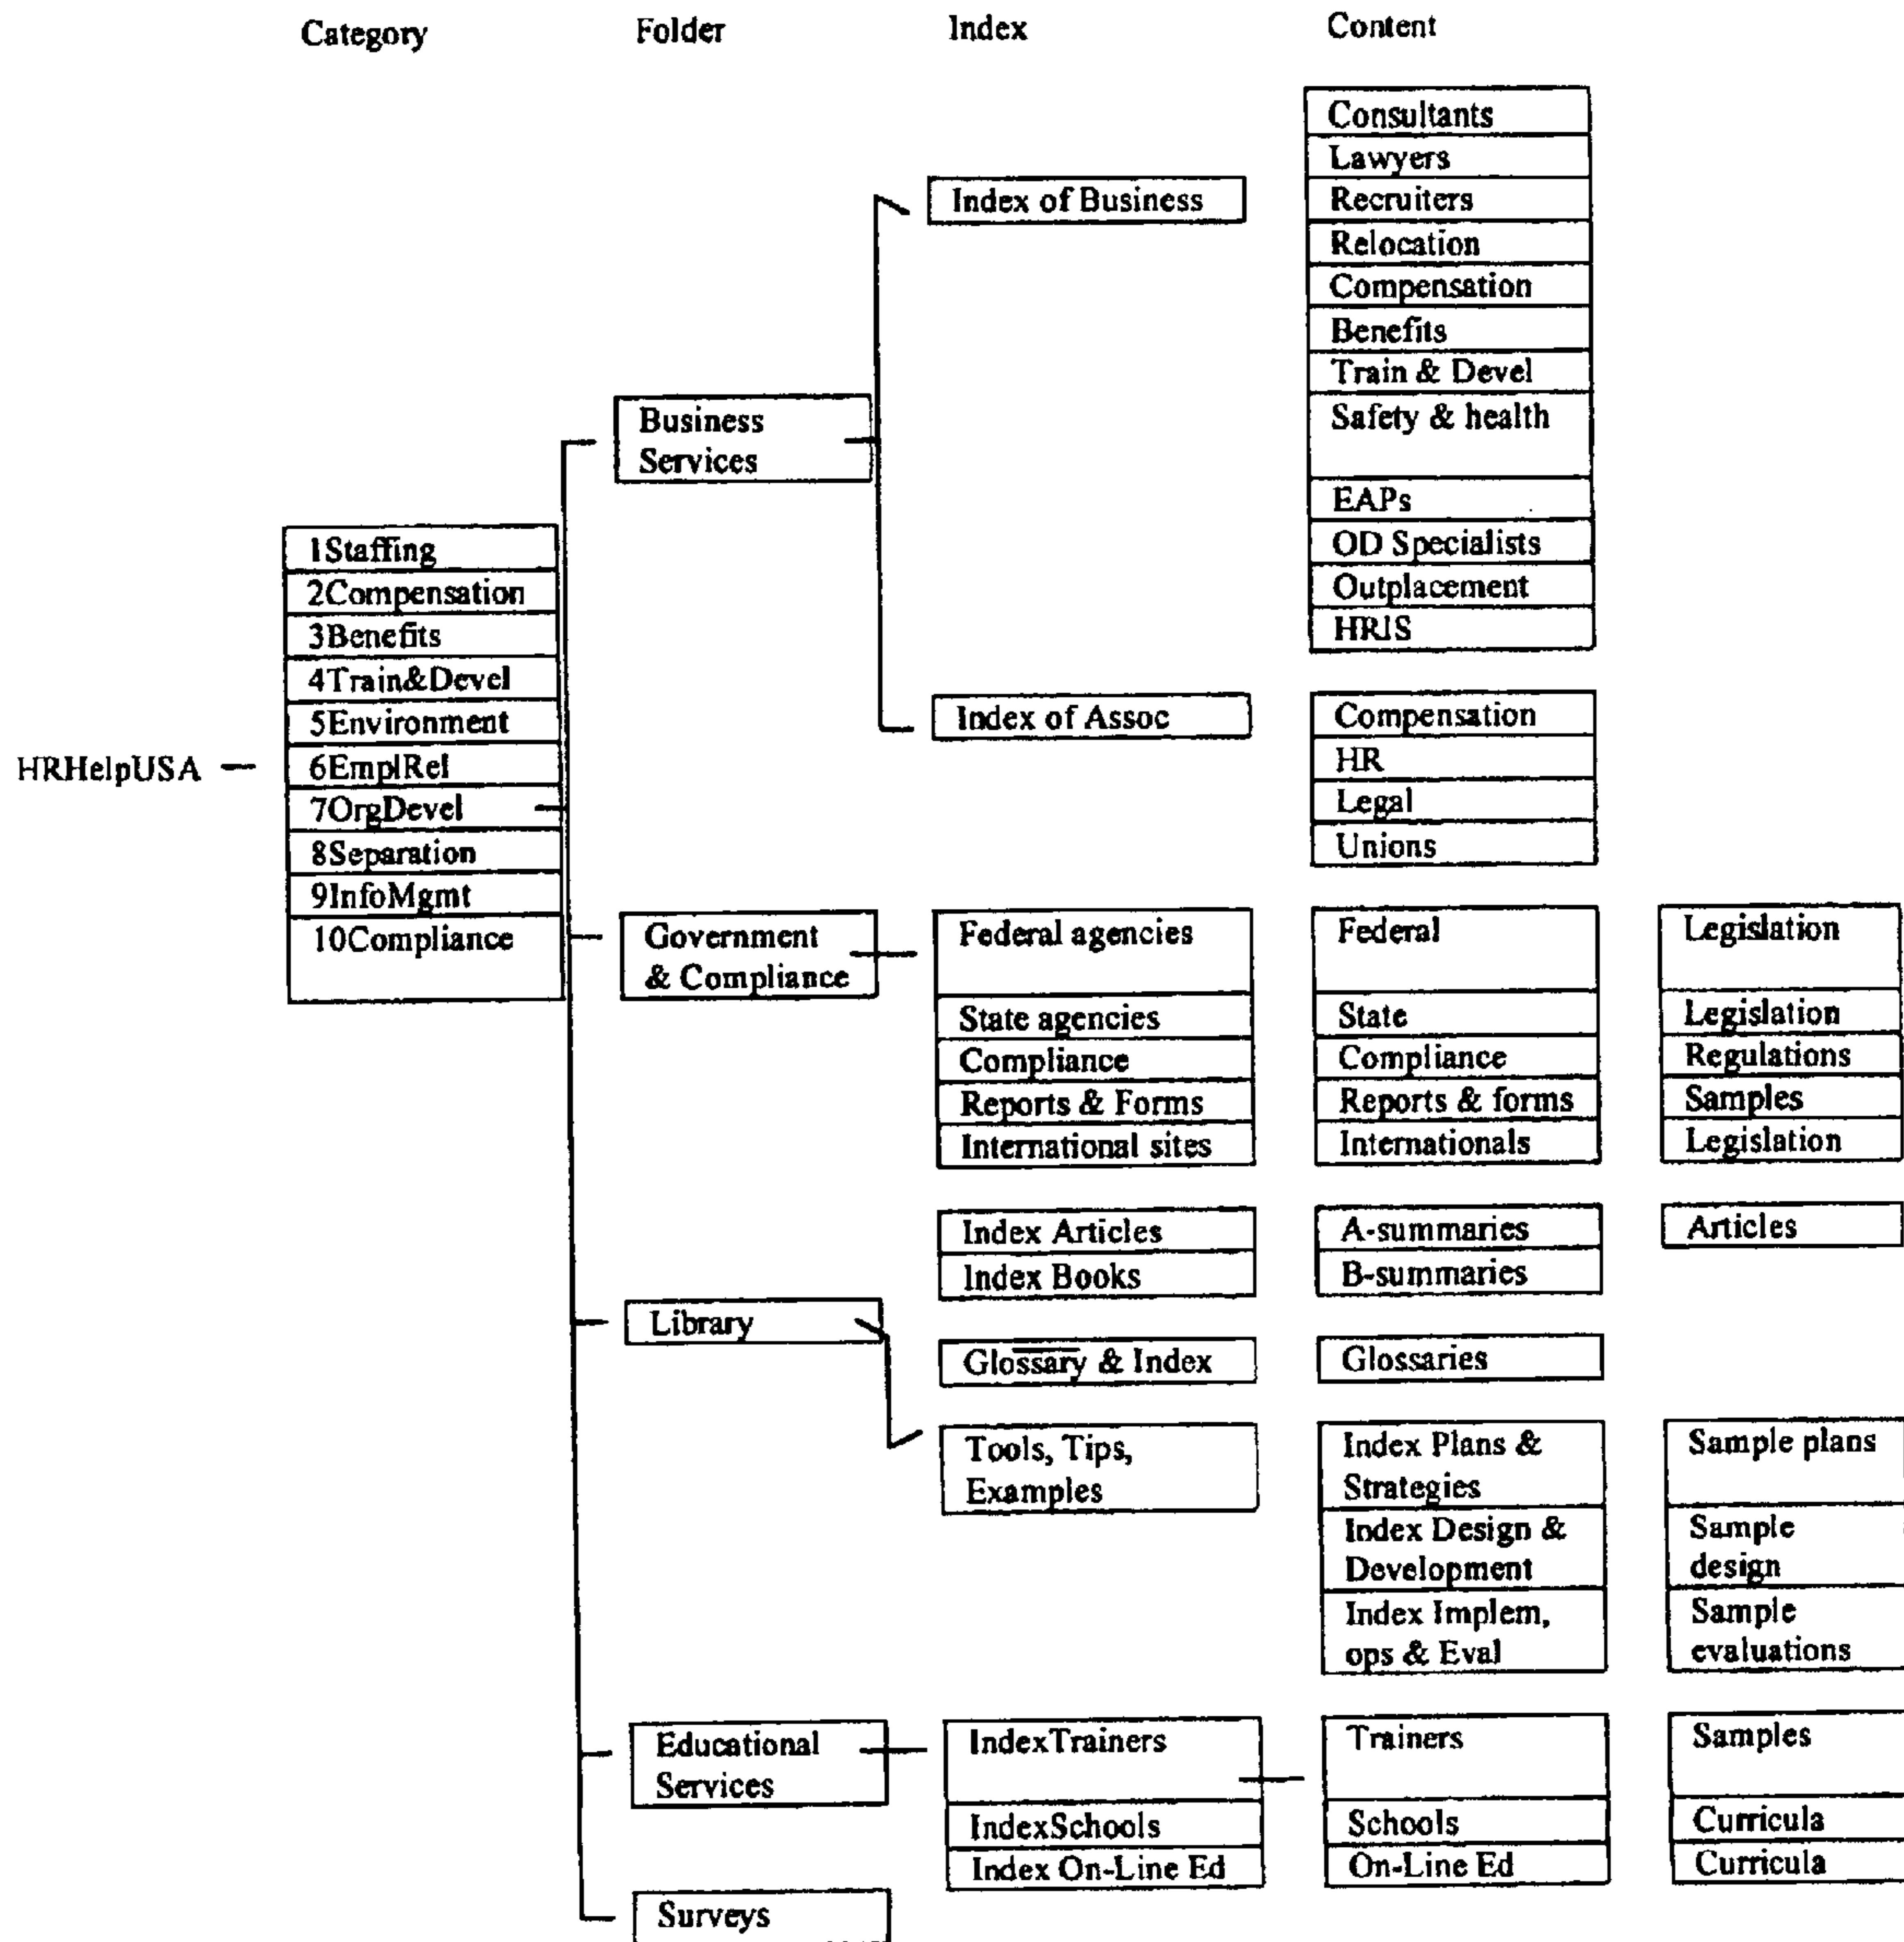 Category Folder Index Content
Consultants
Lawyers
Index of Business Recruiters
Relocation
Compensation
Benefits
Train & Devel
Business Safety & health
Services
EAPs
1Staffing OD Specialists
2Compensation Outplacement
3Benefits HRIS
4Train&Devel
5Environment Index of Assoc Compensation
HRHelpUSA 6EmplRel HR
7OrgDevel Legal
8Separation Unions
9InfoMgmt
10Compliance Government Federal agencies Federal Legislation
& Compliance
State agencies State Legislation
Compliance Compliance Regulations
Reports & Forms Reports & forms Samples
International sites Internationals Legislation
Index Articles A-summaries Articles
Index Books B-summaries
Library
Glossary & Index Glossaries
Tools, Tips, Index Plans & Sample plans
Examples Strategies
Index Design & Sample
Development design
Index Implem, Sample
ops & Eval evaluations
Educational IndexTrainers Trainers Samples
Services
IndexSchools Schools Curricula
Index On-Line Ed On-Line Ed Curricula
Surveys